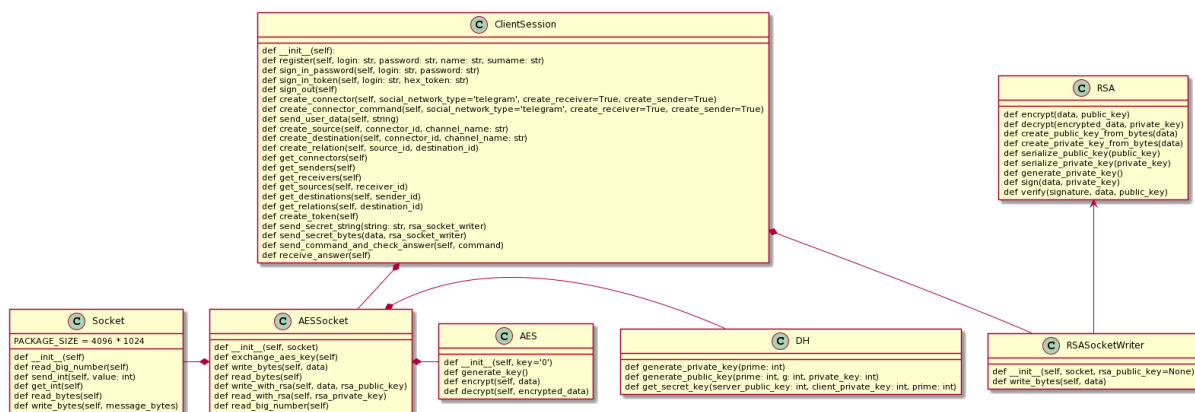 C ClientSession
def __init__(self):
def register(self, login: str, password: str, name: str, surname: str)
def sign_in_password(self, login: str, password: str)
def sign_in_token(self, login: str, hex_token: str)
def sign_out(self)
def create_connector(self, social_network_type='telegram', create_receiver=True, create_sender=True)
def create_connector_command(self, social_network_type='telegram', create_receiver=True, create_sender=True)
def send_user_data(self, string)
def create_source(self, connector_id, channel_name: str)
def create_destination(self, connector_id, channel_name: str)
def create_relation(self, source_id, destination_id)
def get_connectors(self)
def get_senders(self)
def get_receivers(self)
def get_sources(self, receiver_id)
def get_destinations(self, sender_id)
def get_relations(self, destination_id)
def create_token(self)
def send_secret_string(string: str, rsa_socket_writer)
def send_secret_bytes(data, rsa_socket_writer)
def send_command_and_check_answer(self, command)
def receive_answer(self)
C RSA
def encrypt(data, public_key)
def decrypt(encrypted_data, private_key)
def create_public_key_from_bytes(data)
def create_private_key_from_bytes(data)
def serialize_public_key(public_key)
def serialize_private_key(private_key)
def generate_private_key()
def sign(data, private_key)
def verify(signature, data, public_key)
C Socket
PACKAGE_SIZE = 4096 * 1024
def __init__(self)
def read_big_number(self)
def send_int(self, value: int)
def get_int(self)
def read_bytes(self)
def write_bytes(self, message_bytes)
C AESSocket
def __init__(self, socket)
def exchange_aes_key(self)
def write_bytes(self, data)
def read_bytes(self)
def write_with_rsa(self, data, rsa_public_key)
def read_with_rsa(self, rsa_private_key)
def read_big_number(self)
C AES
def __init__(self, key='0')
def generate_key()
def encrypt(self, data)
def decrypt(self, encrypted_data)
C DH
def generate_private_key(prime: int)
def generate_public_key(prime: int, g: int, private_key: int)
def get_secret_key(server_public_key: int, client_private_key: int, prime: int)
C RSASocketWriter
def __init__(self, socket, rsa_public_key=None)
def write_bytes(self, data)